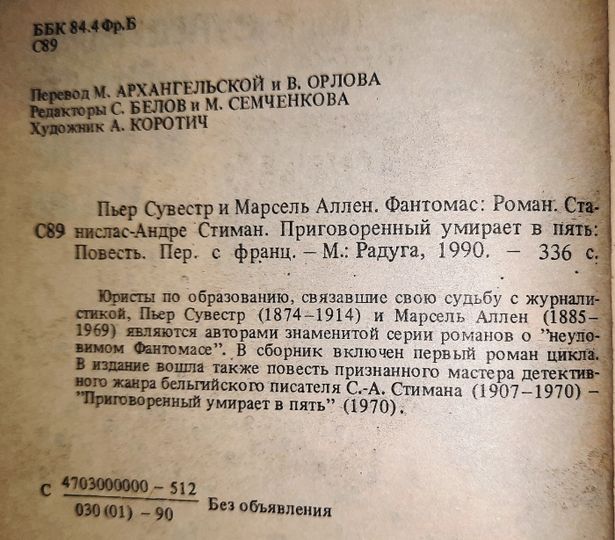 ББК 84.4 Фр.Б
С89
Перевод М. АРХАНГЕЛЬСКОЙ и В. ОРЛОВА
Редакторы С. БЕЛОВ и М. СЕМЧЕНКОВА
Художник А. КОРОТИЧ
Пьер Сувестр и Марсель Аллен. Фантомас: Роман. Ста-
С89 нислас-Андре Стиман. Приговоренный умирает в пять:
Повесть. Пер. с франц. – М.: Радуга, 1990. – 336 с.
Юристы по образованию, связавшие свою судьбу с журнали-
стикой, Пьер Сувестр (1874–1914) и Марсель Аллен (1885–
1969) являются авторами знаменитой серии романов о "неуло-
вимом Фантомасе". В сборник включен первый роман цикла.
В издание вошла также повесть признанного мастера детектив-
ного жанра бельгийского писателя С.-А. Стимана (1907–1970) –
"Приговоренный умирает в пять" (1970).
С 4703000000 – 512
030 (01) – 90 Без объявления